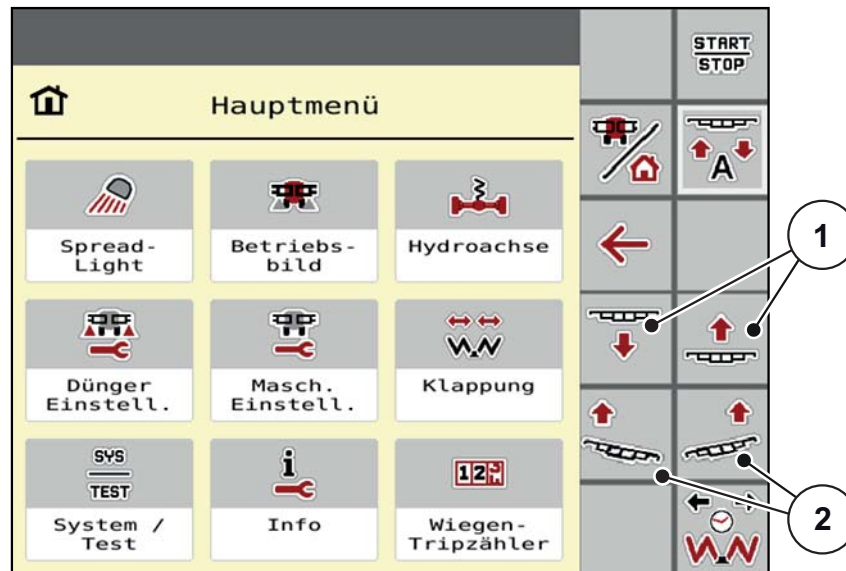 START
STOP
Hauptmenü
A
Spread-
Light
Betriebs-
bild
Hydroachse
1
Dünger
Einstell.
Masch.
Einstell.
Klappung
SYS
TEST
i
123
System /
Test
Info
Wiegen-
Tripzähler
2